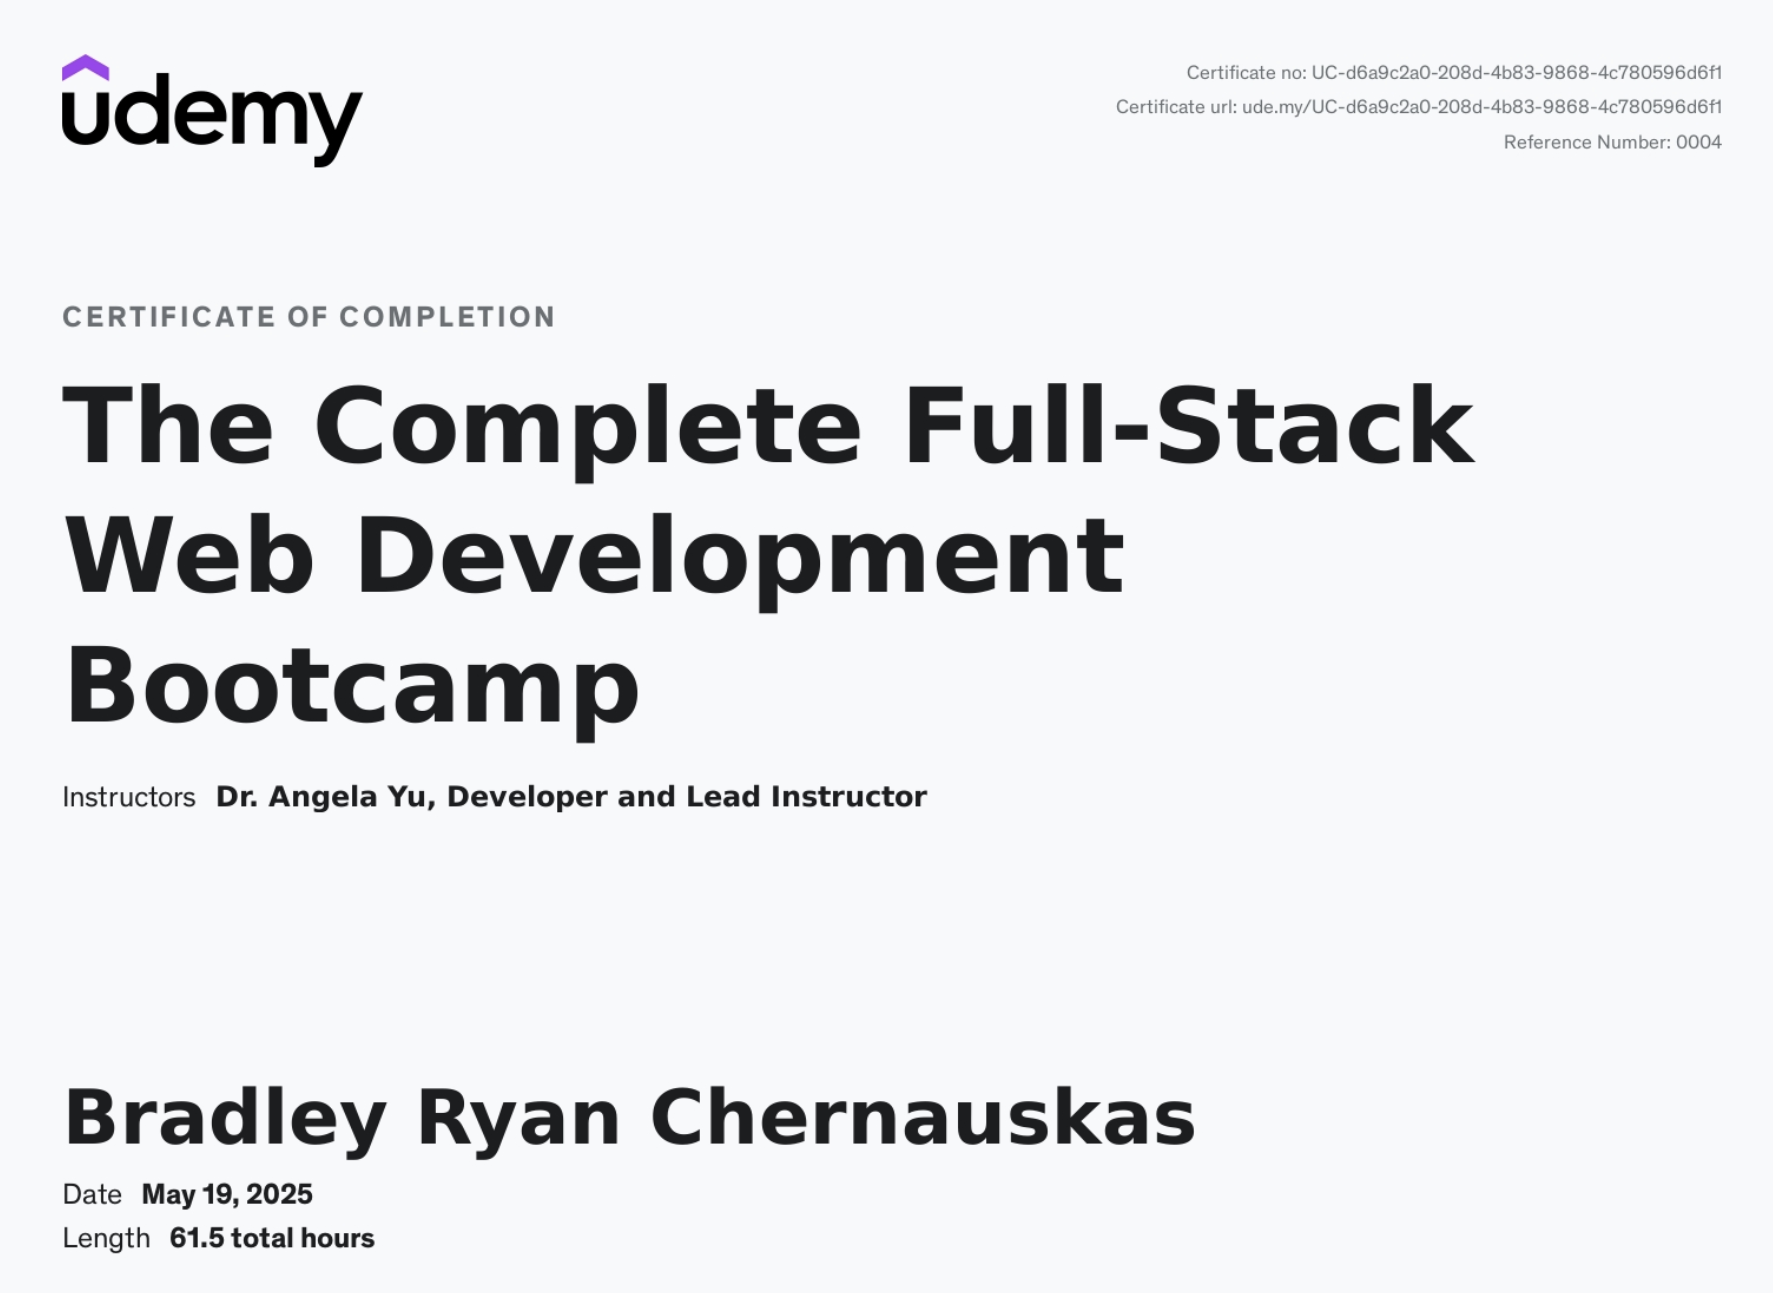 udemy
Certificate no: UC-d6a9c2a0-208d-4b83-9868-4c780596d6f1
Certificate url: ude.my/UC-d6a9c2a0-208d-4b83-9868-4c780596d6f1
Reference Number: 0004
CERTIFICATE OF COMPLETION
The Complete Full-Stack
Web Development
Bootcamp
Instructors Dr. Angela Yu, Developer and Lead Instructor
Bradley Ryan Chernauskas
Date May 19, 2025
Length 61.5 total hours